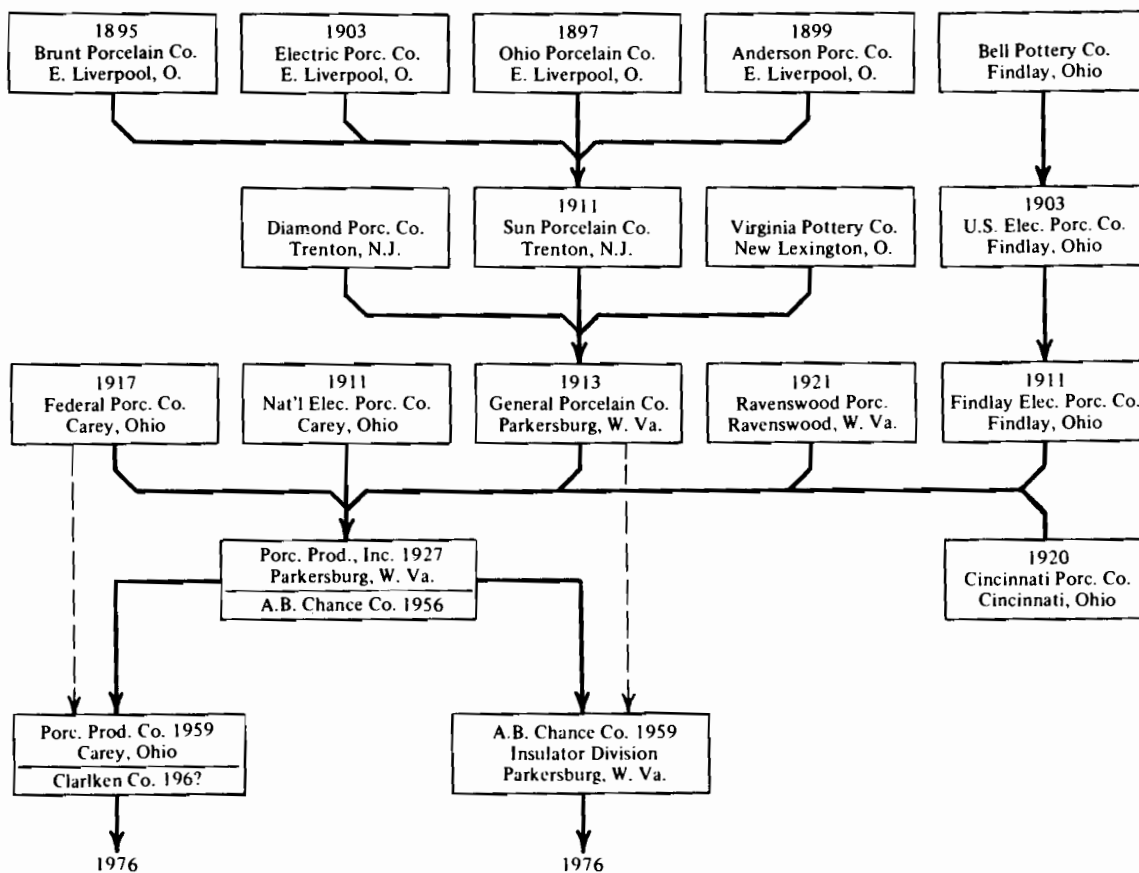 1895
Brunt Porcelain Co.
E. Liverpool, O.
1903
Electric Porc. Co.
E. Liverpool, O.
1897
Ohio Porcelain Co.
E. Liverpool, O.
1899
Anderson Porc. Co.
E. Liverpool, O.
Bell Pottery Co.
Findlay, Ohio
Diamond Porc. Co.
Trenton, N.J.
1911
Sun Porcelain Co.
Trenton, N.J.
Virginia Pottery Co.
New Lexington, O.
1903
U.S. Elec. Porc. Co.
Findlay, Ohio
1917
Federal Porc. Co.
Carey, Ohio
1911
Nat'l Elec. Porc. Co.
Carey, Ohio
1913
General Porcelain Co.
Parkersburg, W. Va.
1921
Ravenswood Porc.
Ravenswood, W. Va.
1911
Findlay Elec. Porc. Co.
Findlay, Ohio
Porc. Prod., Inc. 1927
Parkersburg, W. Va.
A.B. Chance Co. 1956
1920
Cincinnati Porc. Co.
Cincinnati, Ohio
Porc. Prod. Co. 1959
Carey, Ohio
Clarlken Co. 196?
A.B. Chance Co. 1959
Insulator Division
Parkersburg, W. Va.
1976
1976